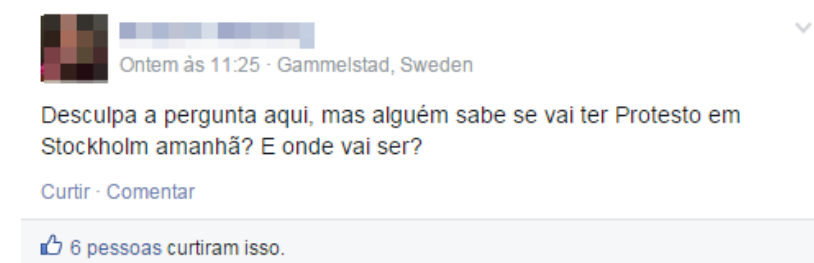 Ontem às 11:25 · Gammelstad, Sweden
Desculpa a pergunta aqui, mas alguém sabe se vai ter Protesto em
Stockholm amanhã? E onde vai ser?
Curtir · Comentar
6 pessoas curtiram isso.